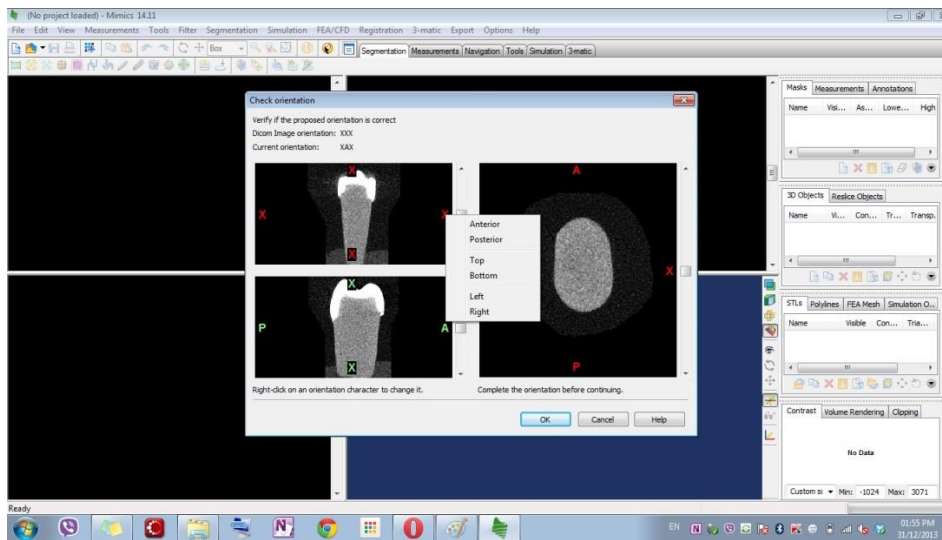 (No project loaded) - Mimics 14.11
File Edit View Measurements Tools Filter Segmentation Simulation FEA/CFD Registration 3-matic Export Options Help
Box
Segmentation Measurements Navigation Tools Simulation 3-matic
Check orientation
Verify if the proposed orientation is correct
Dicom Image orientation: XXX
Current orientation: XAX
X
X
X
X
A
X
P
X
P
A
X
Anterior
Posterior
Top
Bottom
Left
Right
Right-click on an orientation character to change it.
Complete the orientation before continuing.
OK Cancel Help
Masks Measurements Annotations
Name Visi... As... Lowe... High
3D Objects Reslice Objects
Name Vi... Con... Tr... Transp.
STLs Polylines FEA Mesh Simulation O...
Name Visible Con... Tria...
Contrast Volume Rendering Clipping
No Data
Custom sc Min: -1024 Max: 3071
Ready
EN
01:55 PM
31/12/2013